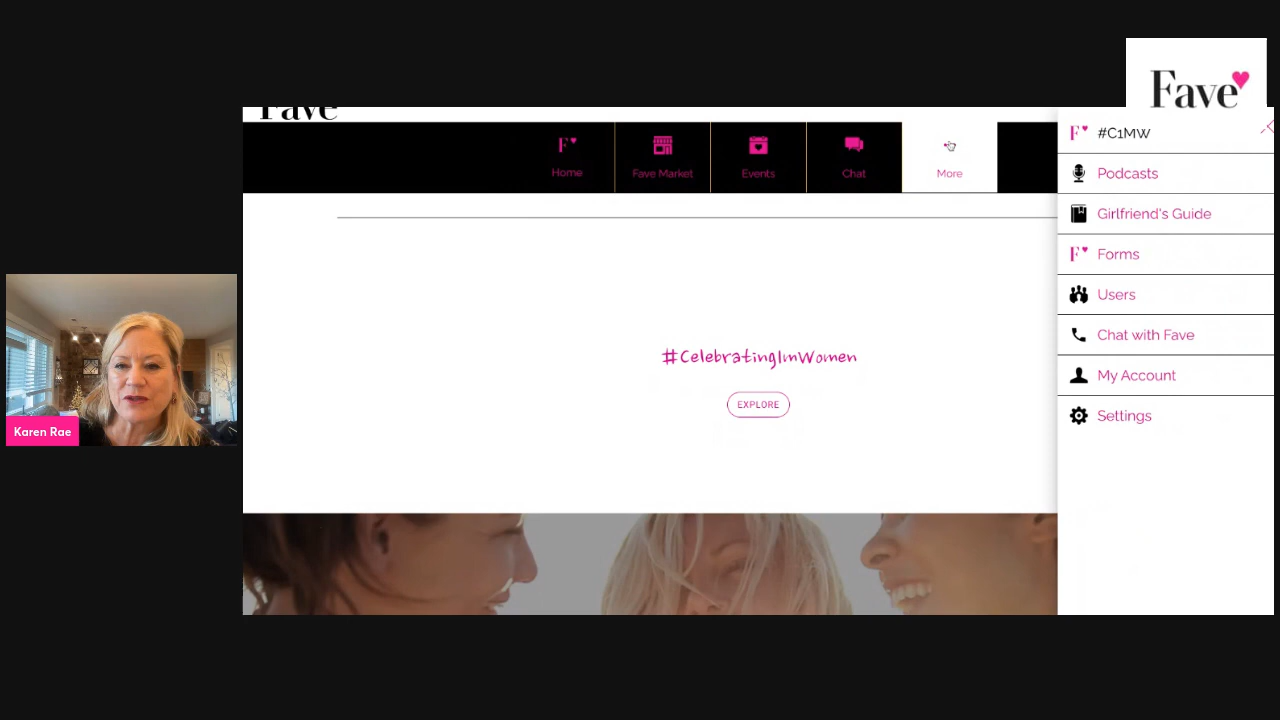 Fave
Fave
Home
Fave Market
Events
Chat
More
#C1MW
Podcasts
Girlfriend's Guide
Forms
Users
Chat with Fave
My Account
Settings
#CelebratingImWomen
EXPLORE
Karen Rae